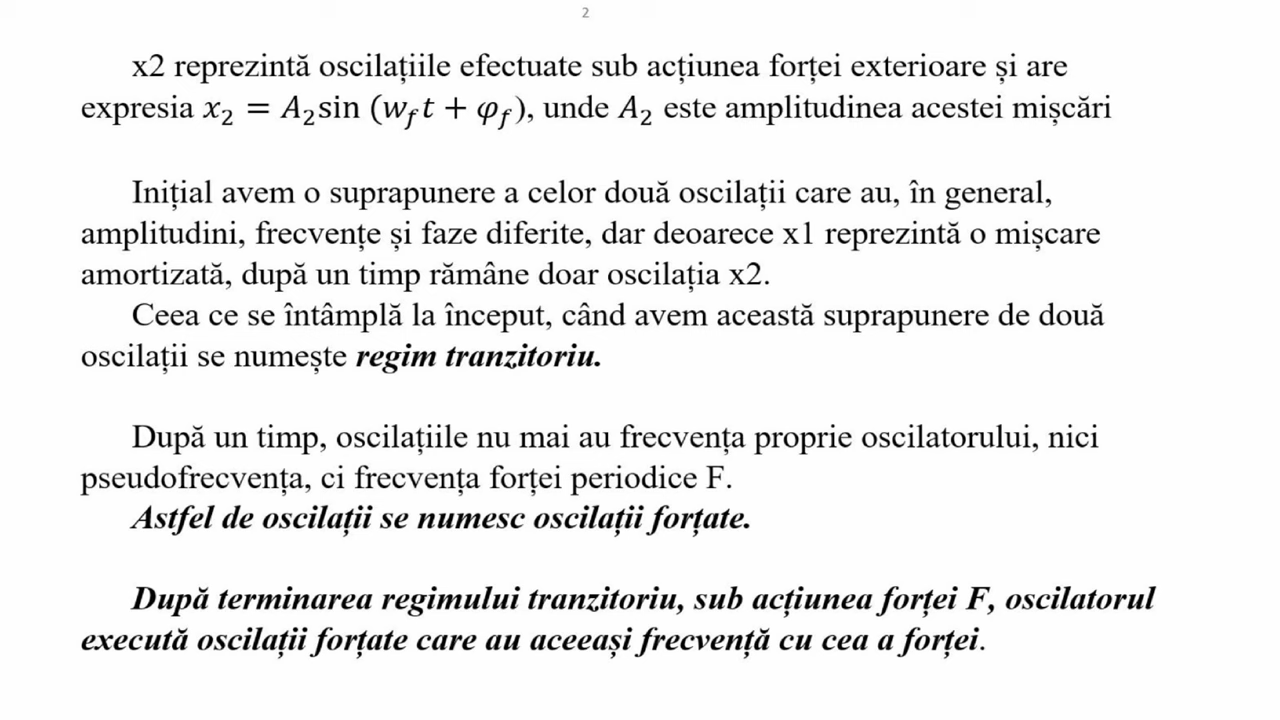 2
x2 reprezintă oscilațiile efectuate sub acțiunea forței exterioare și are
expresia x₂ = A₂sin (w_f t + φ_f), unde A₂ este amplitudinea acestei mișcări
Inițial avem o suprapunere a celor două oscilații care au, în general,
amplitudini, frecvențe și faze diferite, dar deoarece x1 reprezintă o mișcare
amortizată, după un timp rămâne doar oscilația x2.
Ceea ce se întâmplă la început, când avem această suprapunere de două
oscilații se numește regim tranzitoriu.
După un timp, oscilațiile nu mai au frecvența proprie oscilatorului, nici
pseudofrecvența, ci frecvența forței periodice F.
Astfel de oscilații se numesc oscilații forțate.
După terminarea regimului tranzitoriu, sub acțiunea forței F, oscilatorul
execută oscilații forțate care au aceeași frecvență cu cea a forței.